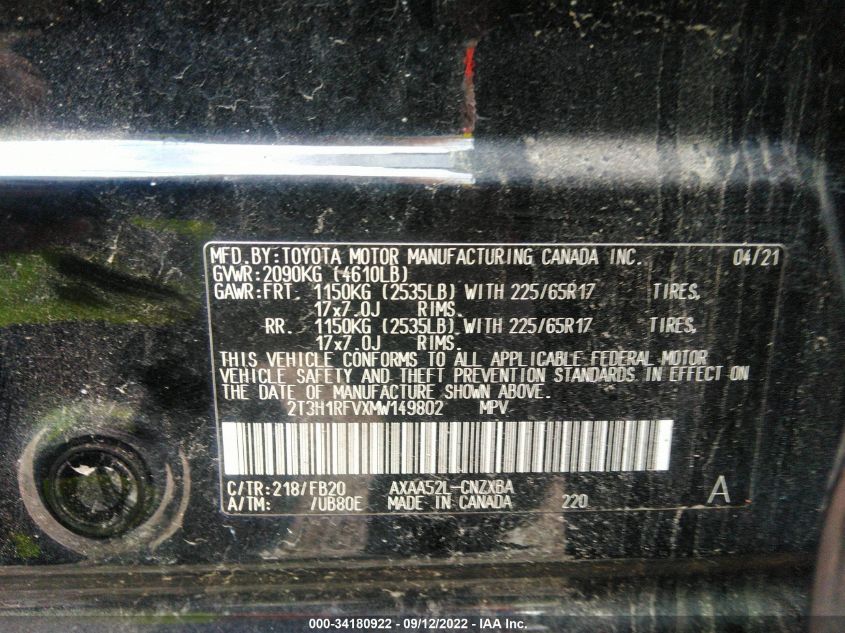 MFD.BY:TOYOTA MOTOR MANUFACTURING CANADA INC. 04/21
GVWR:2090KG (4610LB)
GAWR:FRT. 1150KG (2535LB) WITH 225/65R17 TIRES,
17x7.0J RIMS.
RR. 1150KG (2535LB) WITH 225/65R17 TIRES,
17x7.0J RIMS.
THIS VEHICLE CONFORMS TO ALL APPLICABLE FEDERAL MOTOR
VEHICLE SAFETY AND THEFT PREVENTION STANDARDS IN EFFECT ON
THE DATE OF MANUFACTURE SHOWN ABOVE.
2T3H1RFVXMW149802 MPV
C/TR:218/FB20 AXAA52L-CNZXBA A
A/TM: /UB80E MADE IN CANADA 220
000-34180922 - 09/12/2022 - IAA Inc.